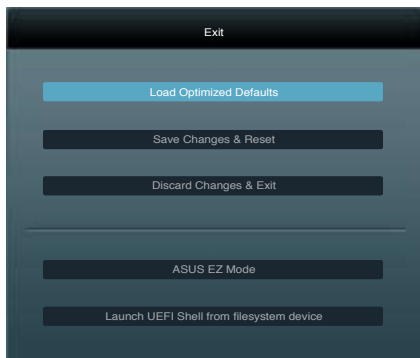 Exit
Load Optimized Defaults
Save Changes & Reset
Discard Changes & Exit
ASUS EZ Mode
Launch UEFI Shell from filesystem device